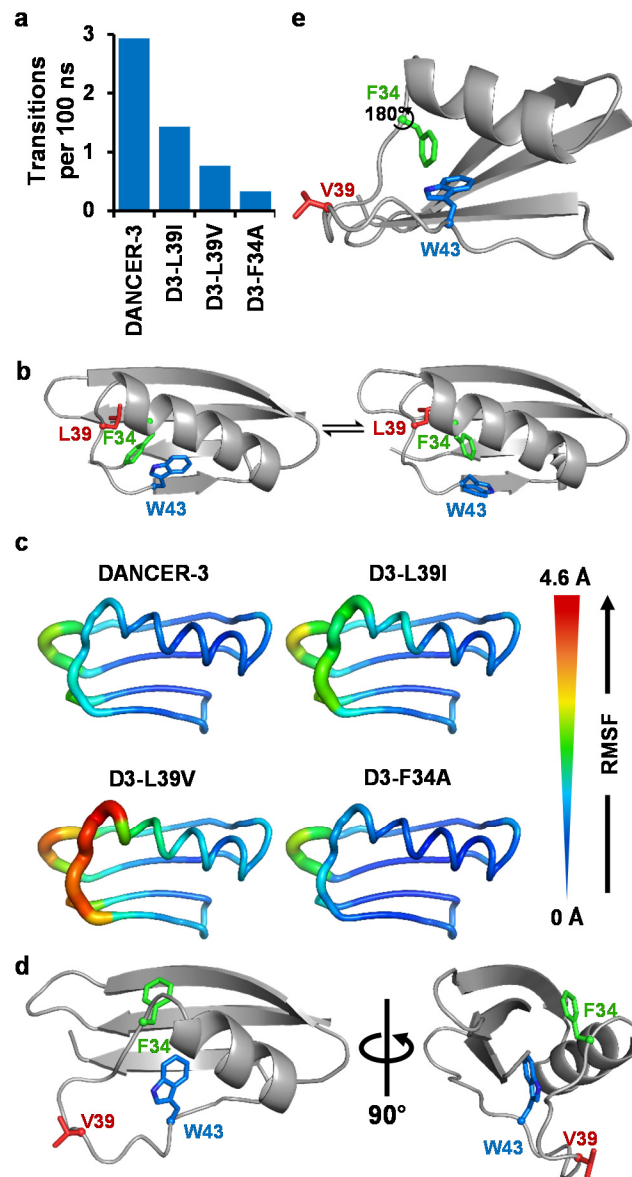 a
Transitions
per 100 ns
3
2
1
0
DANCER-3
D3-L39I
D3-L39V
D3-F34A
e
F34
180°
V39
W43
b
L39
F34
W43
L39
F34
W43
c
DANCER-3
D3-L39I
4.6 Å
RMSF
D3-L39V
D3-F34A
0 Å
d
F34
V39
W43
90°
F34
W43
V39